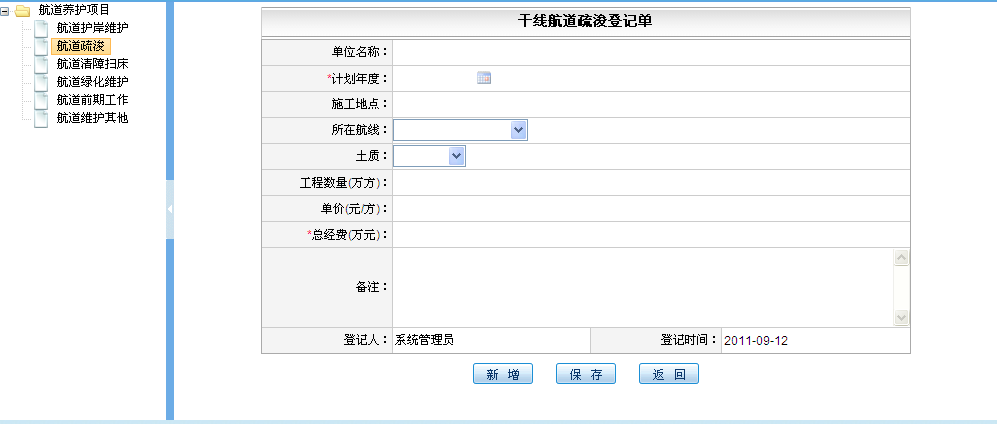 航道养护项目
航道护岸维护
航道疏浚
航道清障扫床
航道绿化维护
航道前期工作
航道维护其他
干线航道疏浚登记单
单位名称：
*计划年度：
施工地点：
所在航线：
土质：
工程数量(万方)：
单价(元/方)：
*总经费(万元)：
备注：
登记人： 系统管理员 登记时间： 2011-09-12
新 增 保 存 返 回